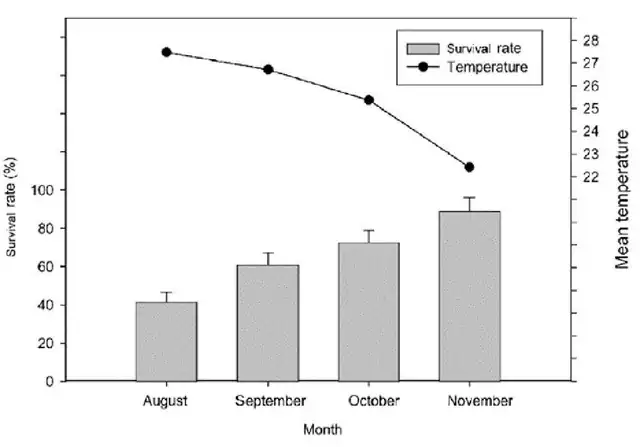 Survival rate
Temperature
Survival rate (%)
100
80
60
40
20
0
28
27
26
25
24
23
22
Mean temperature
August September October November
Month